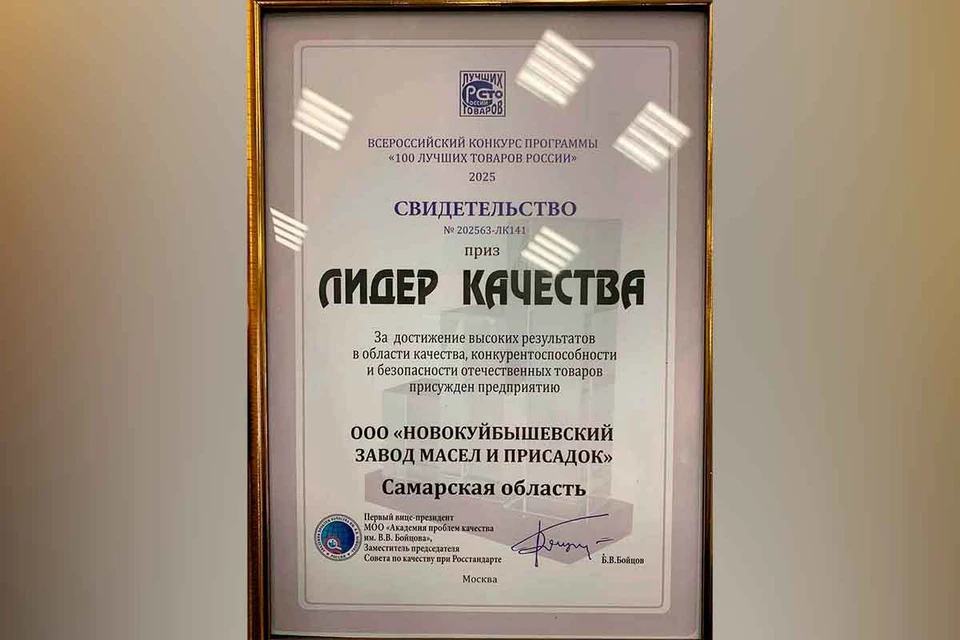 ЛУЧШИХ
СТО
РОССИИ
ТОВАРОВ
ВСЕРОССИЙСКИЙ КОНКУРС ПРОГРАММЫ
«100 ЛУЧШИХ ТОВАРОВ РОССИИ»
2025
СВИДЕТЕЛЬСТВО
№ 202563-ЛК141
приз
ЛИДЕР КАЧЕСТВА
За достижение высоких результатов
в области качества, конкурентоспособности
и безопасности отечественных товаров
присужден предприятию
ООО «НОВОКУЙБЫШЕВСКИЙ
ЗАВОД МАСЕЛ И ПРИСАДОК»
Самарская область
Первый вице-президент
МОО «Академия проблем качества
им. В.В. Бойцова»,
Заместитель председателя
Совета по качеству при Росстандарте
Б.В.Бойцов
Москва